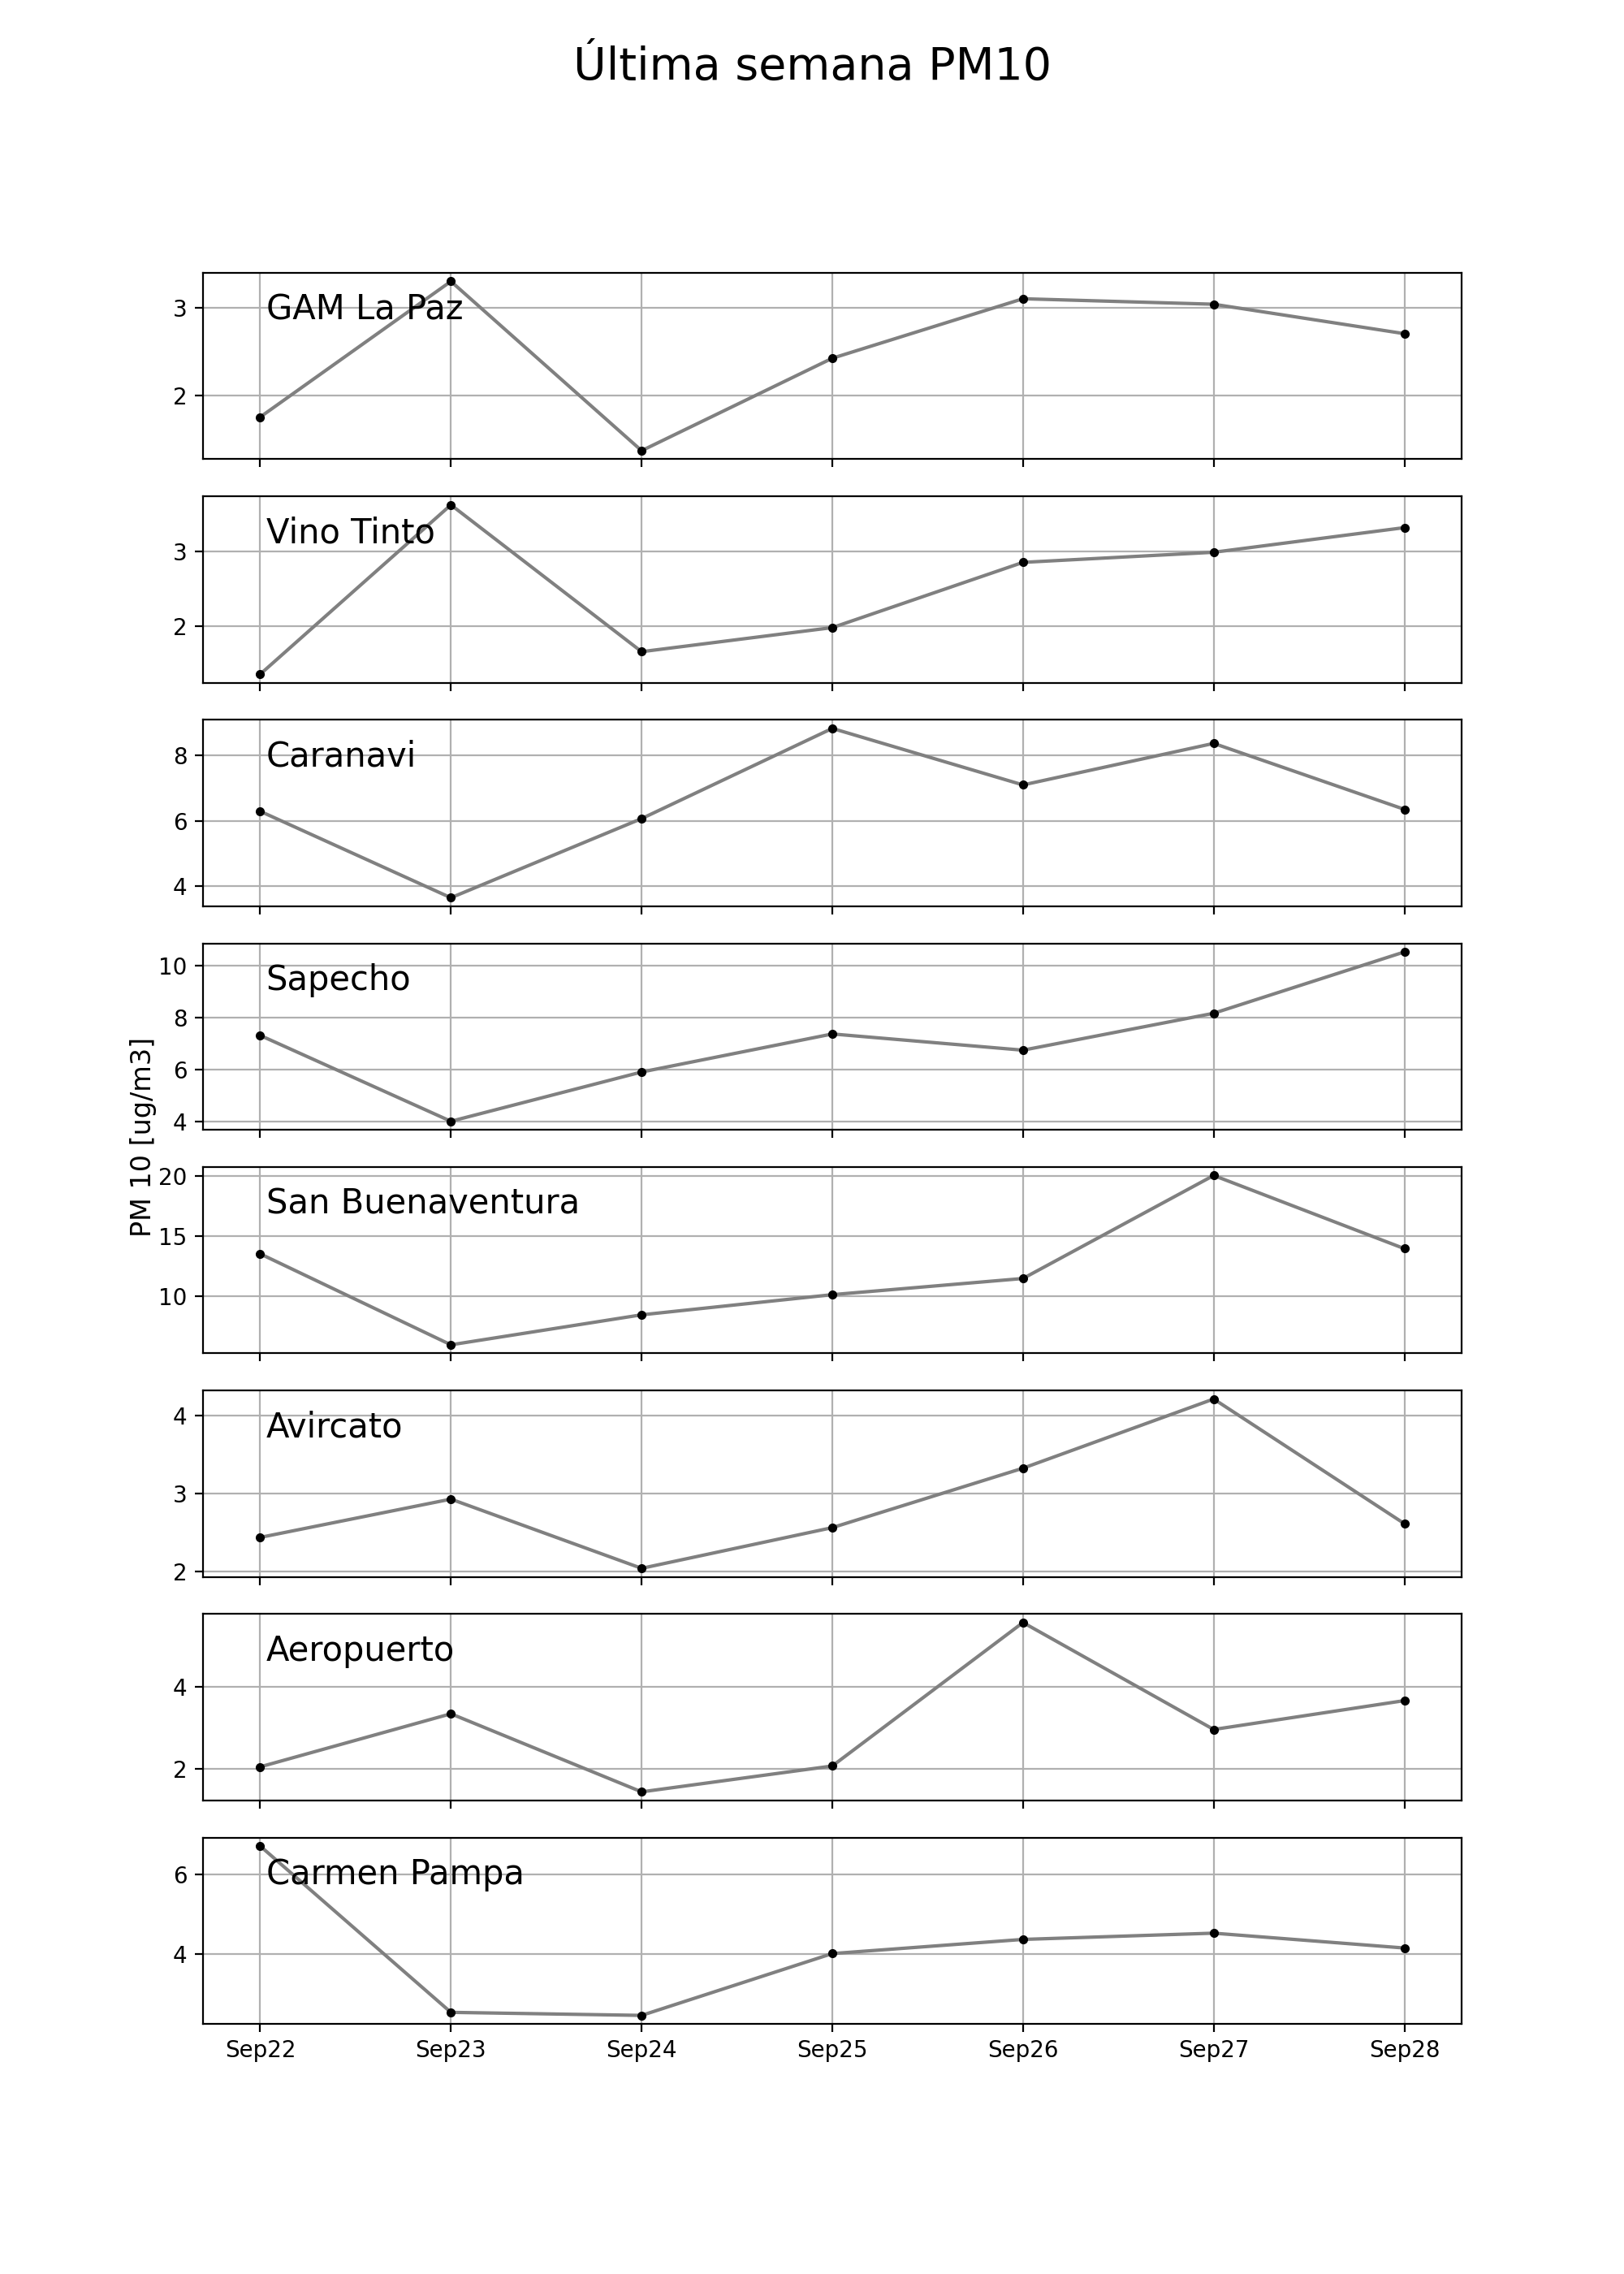 Última semana PM10
GAM La Paz
3
2
Vino Tinto
3
2
Caranavi
8
6
4
Sapecho
10
8
6
4
PM 10 [ug/m3]
San Buenaventura
20
15
10
Avircato
4
3
2
Aeropuerto
4
2
Carmen Pampa
6
4
Sep22 Sep23 Sep24 Sep25 Sep26 Sep27 Sep28